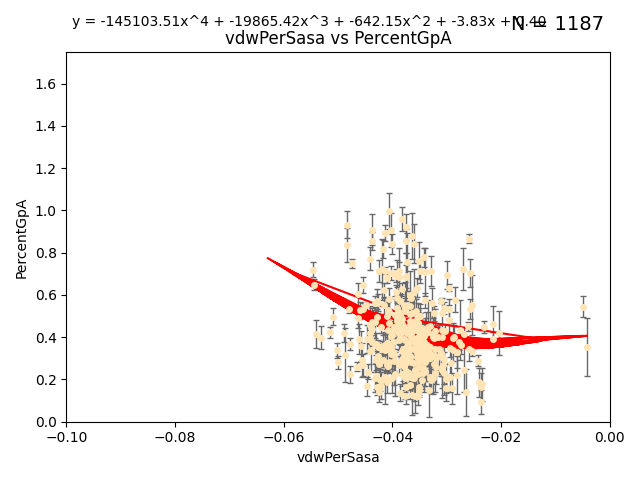 y = -145103.51x^4 + -19865.42x^3 + -642.15x^2 + -3.83x + 0.40
N = 1187
vdwPerSasa vs PercentGpA
1.6
1.4
1.2
1.0
0.8
0.6
0.4
0.2
0.0
PercentGpA
−0.10 −0.08 −0.06 −0.04 −0.02 0.00
vdwPerSasa